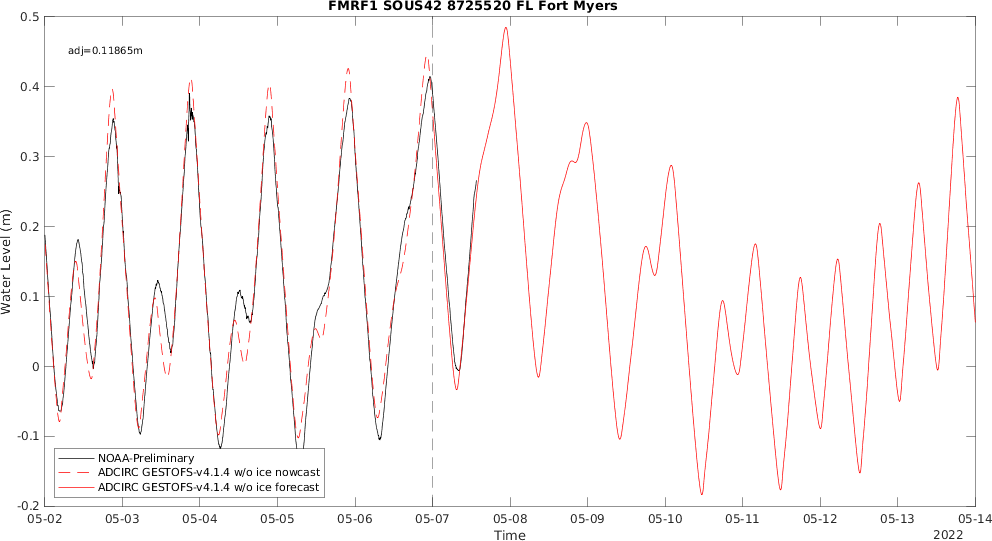 FMRF1 SOUS42 8725520 FL Fort Myers
adj=0.11865m
0.5
0.4
0.3
0.2
0.1
0
-0.1
-0.2
Water Level (m)
NOAA-Preliminary
ADCIRC GESTOFS-v4.1.4 w/o ice nowcast
ADCIRC GESTOFS-v4.1.4 w/o ice forecast
05-02 05-03 05-04 05-05 05-06 05-07 05-08 05-09 05-10 05-11 05-12 05-13 05-14
Time
2022